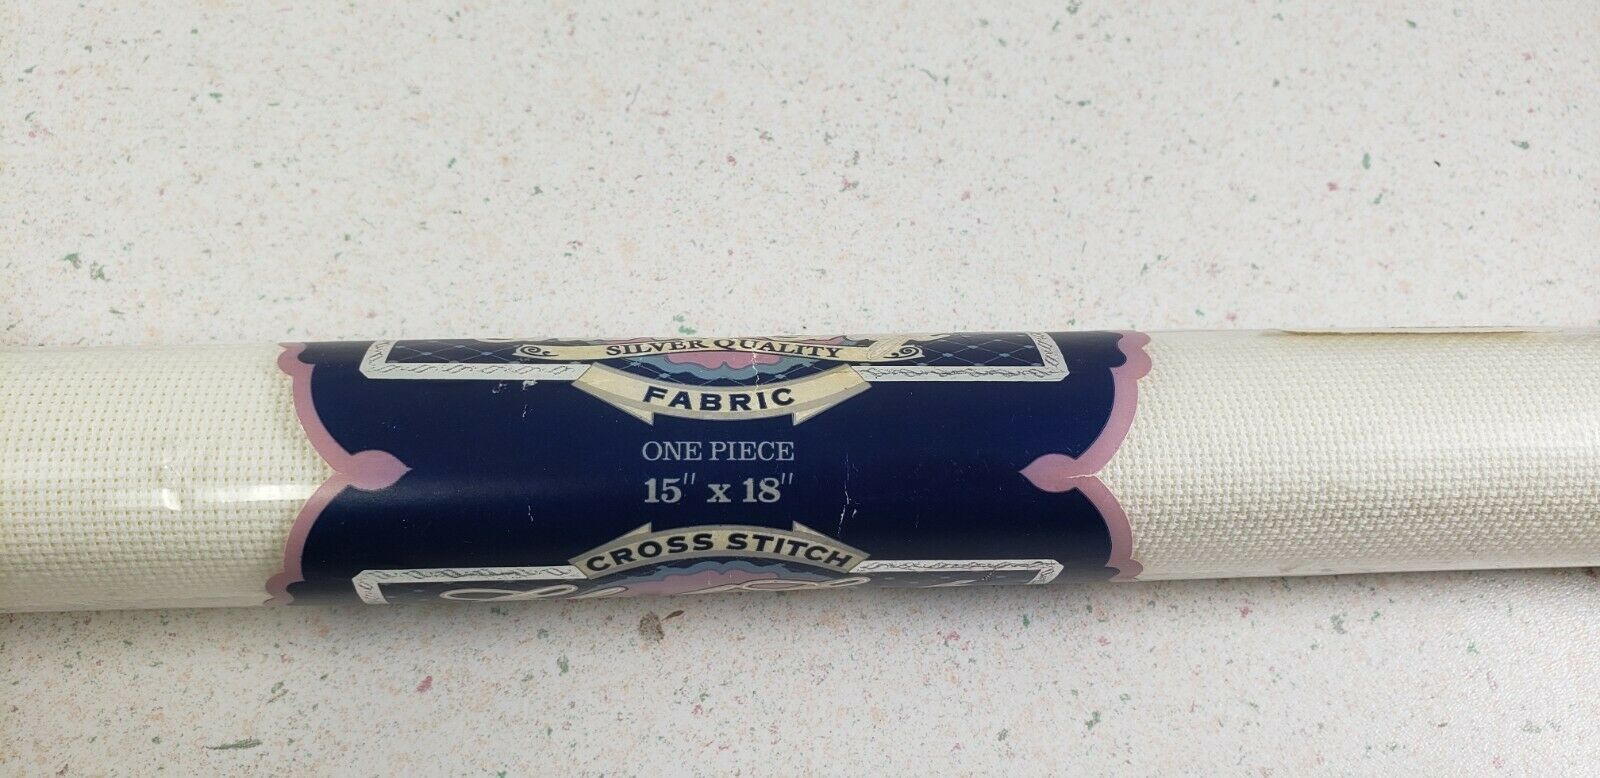 SILVER QUALITY
FABRIC
ONE PIECE
15" x 18"
CROSS STITCH